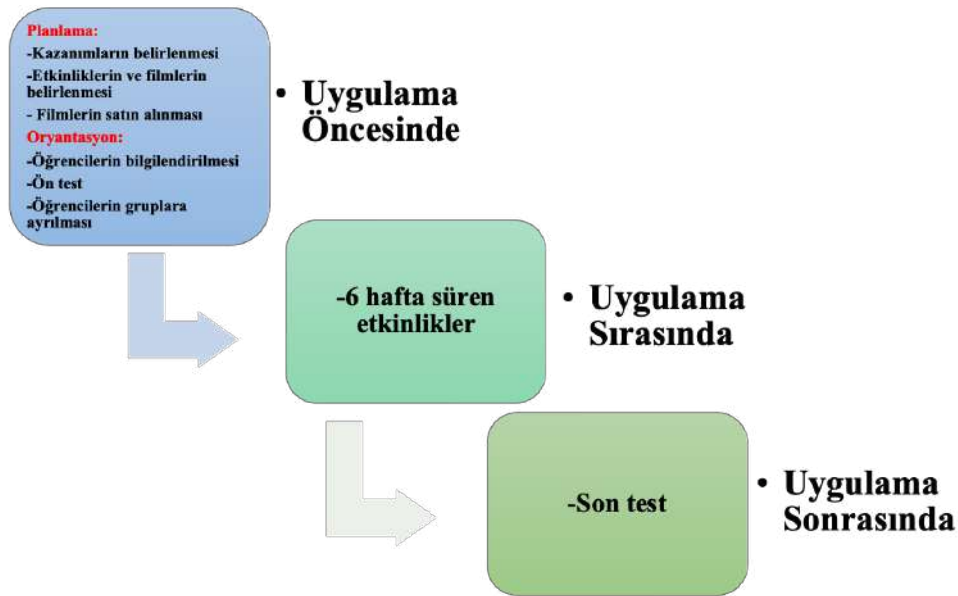 Planlama:
-Kazanımların belirlenmesi
-Etkinliklerin ve filmlerin
belirlenmesi
- Filmlerin satın alınması
Oryantasyon:
-Öğrencilerin bilgilendirilmesi
-Ön test
-Öğrencilerin gruplara
ayrılması
• Uygulama
Öncesinde
-6 hafta süren
etkinlikler
• Uygulama
Sırasında
-Son test
• Uygulama
Sonrasında